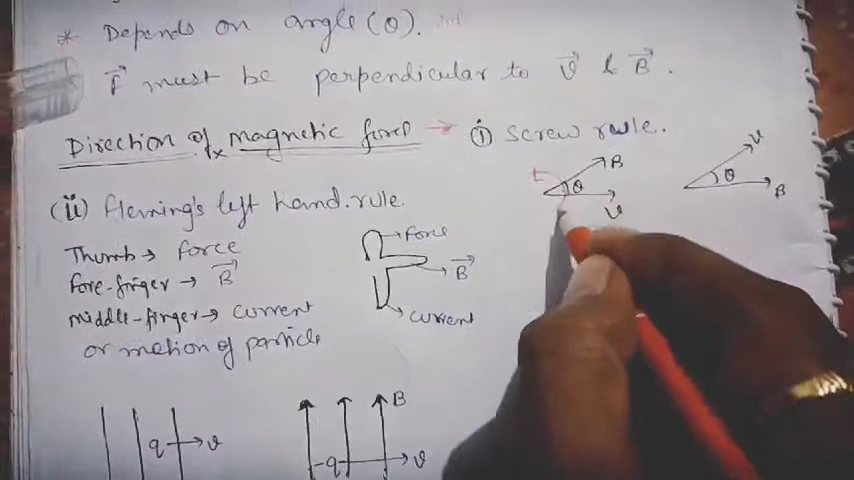 * Depends on angle (θ).
F must be perpendicular to v & B.
Direction of magnetic force → (i) Screw rule.
B
θ
v
v
θ
B
(ii) Fleming's left hand rule.
Thumb → force
fore-finger → B
middle-finger → current
or motion of particle
Force
B
current
q v
B
q v